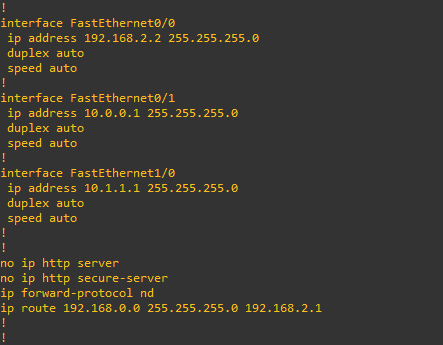 !
interface FastEthernet0/0
 ip address 192.168.2.2 255.255.255.0
 duplex auto
 speed auto
!
interface FastEthernet0/1
 ip address 10.0.0.1 255.255.255.0
 duplex auto
 speed auto
!
interface FastEthernet1/0
 ip address 10.1.1.1 255.255.255.0
 duplex auto
 speed auto
!
!
no ip http server
no ip http secure-server
ip forward-protocol nd
ip route 192.168.0.0 255.255.255.0 192.168.2.1
!
!